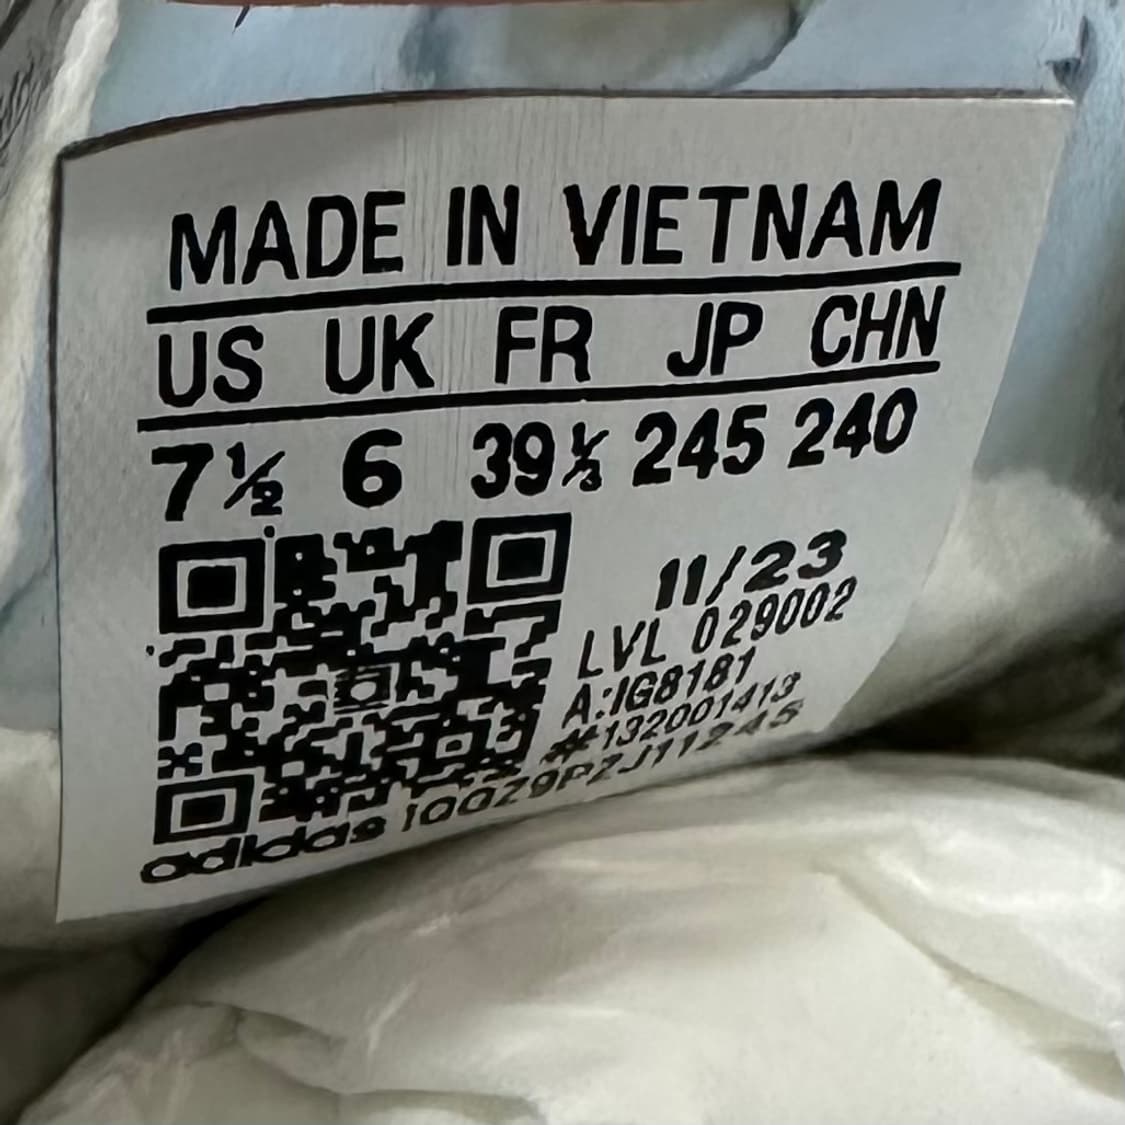 MADE IN VIETNAM
US UK FR JP CHN
7½ 6 39⅓ 245 240
11/23
LVL 029002
A:IG8181
#132001413
adidas